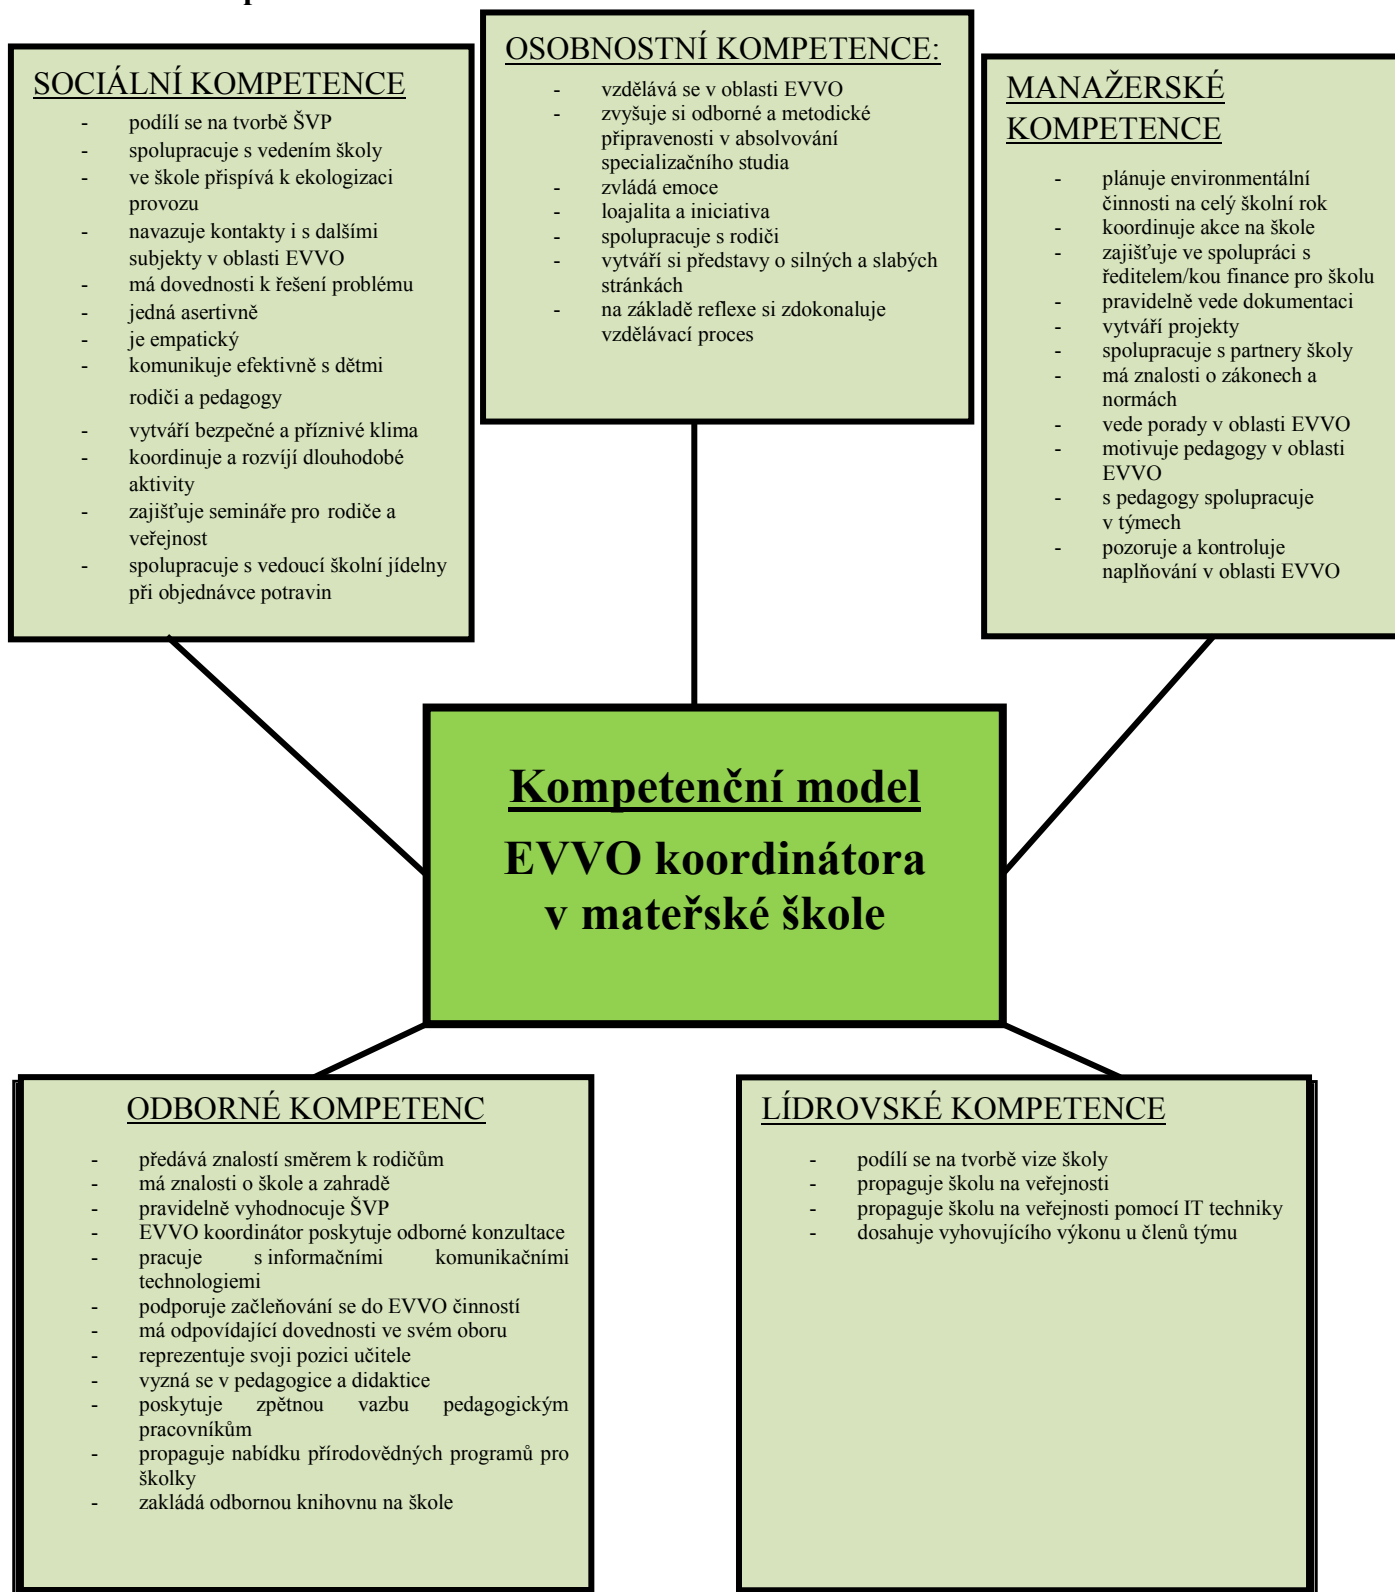 SOCIÁLNÍ KOMPETENCE
- podílí se na tvorbě ŠVP
- spolupracuje s vedením školy
- ve škole přispívá k ekologizaci
provozu
- navazuje kontakty i s dalšími
subjekty v oblasti EVVO
- má dovednosti k řešení problému
- jedná asertivně
- je empatický
- komunikuje efektivně s dětmi
rodiči a pedagogy
- vytváří bezpečné a příznivé klima
- koordinuje a rozvíjí dlouhodobé
aktivity
- zajišťuje semináře pro rodiče a
veřejnost
- spolupracuje s vedoucí školní jídelny
při objednávce potravin
OSOBNOSTNÍ KOMPETENCE:
- vzdělává se v oblasti EVVO
- zvyšuje si odborné a metodické
připravenosti v absolvování
specializačního studia
- zvládá emoce
- loajalita a iniciativa
- spolupracuje s rodiči
- vytváří si představy o silných a slabých
stránkách
- na základě reflexe si zdokonaluje
vzdělávací proces
MANAŽERSKÉ
KOMPETENCE
- plánuje environmentální
činnosti na celý školní rok
- koordinuje akce na škole
- zajišťuje ve spolupráci s
ředitelem/kou finance pro školu
- pravidelně vede dokumentaci
- vytváří projekty
- spolupracuje s partnery školy
- má znalosti o zákonech a
normách
- vede porady v oblasti EVVO
- motivuje pedagogy v oblasti
EVVO
- s pedagogy spolupracuje
v týmech
- pozoruje a kontroluje
naplňování v oblasti EVVO
Kompetenční model
EVVO koordinátora
v mateřské škole
ODBORNÉ KOMPETENC
- předává znalostí směrem k rodičům
- má znalosti o škole a zahradě
- pravidelně vyhodnocuje ŠVP
- EVVO koordinátor poskytuje odborné konzultace
- pracuje s informačními komunikačními
technologiemi
- podporuje začleňování se do EVVO činností
- má odpovídající dovednosti ve svém oboru
- reprezentuje svoji pozici učitele
- vyzná se v pedagogice a didaktice
- poskytuje zpětnou vazbu pedagogickým
pracovníkům
- propaguje nabídku přírodovědných programů pro
školky
- zakládá odbornou knihovnu na škole
LÍDROVSKÉ KOMPETENCE
- podílí se na tvorbě vize školy
- propaguje školu na veřejnosti
- propaguje školu na veřejnosti pomocí IT techniky
- dosahuje vyhovujícího výkonu u členů týmu